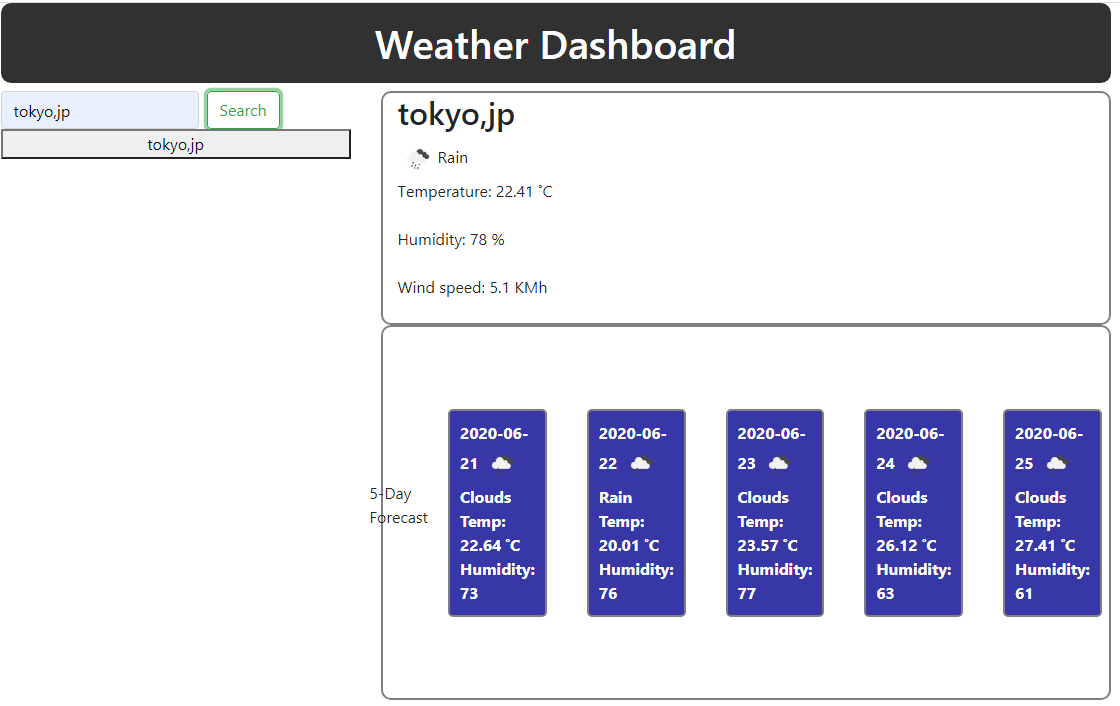 Weather Dashboard
tokyo,jp
Search
tokyo,jp
tokyo,jp
Rain
Temperature: 22.41 °C
Humidity: 78 %
Wind speed: 5.1 KMh
5-Day
Forecast
2020-06-
21
Clouds
Temp:
22.64 °C
Humidity:
73
2020-06-
22
Rain
Temp:
20.01 °C
Humidity:
76
2020-06-
23
Clouds
Temp:
23.57 °C
Humidity:
77
2020-06-
24
Clouds
Temp:
26.12 °C
Humidity:
63
2020-06-
25
Clouds
Temp:
27.41 °C
Humidity:
61